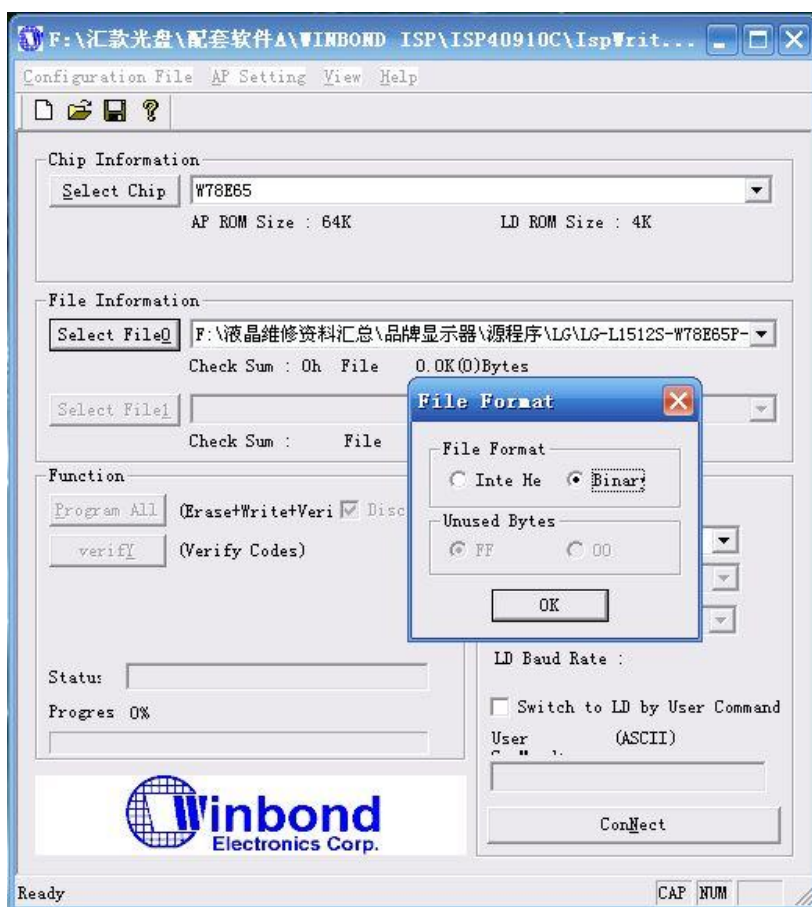 F:\汇款光盘\配套软件A\WINBOND ISP\ISP40910C\IspWrit...
Configuration File AP Setting View Help
Chip Information
Select Chip W78E65
AP ROM Size : 64K LD ROM Size : 4K
File Information
Select File0 F:\液晶维修资料汇总\品牌显示器\源程序\LG\LG-L1512S-W78E65P-
Check Sum : 0h File 0.0K(0)Bytes
Select File1
Check Sum : File
File Format
File Format
Inte He Binar
Unused Bytes
FF 00
OK
Function
Program All (Erase+Write+Veri Disc
verifY (Verify Codes)
Status
Progres 0%
LD Baud Rate :
Switch to LD by User Command
User (ASCII)
ConNect
Winbond
Electronics Corp.
Ready CAP NUM